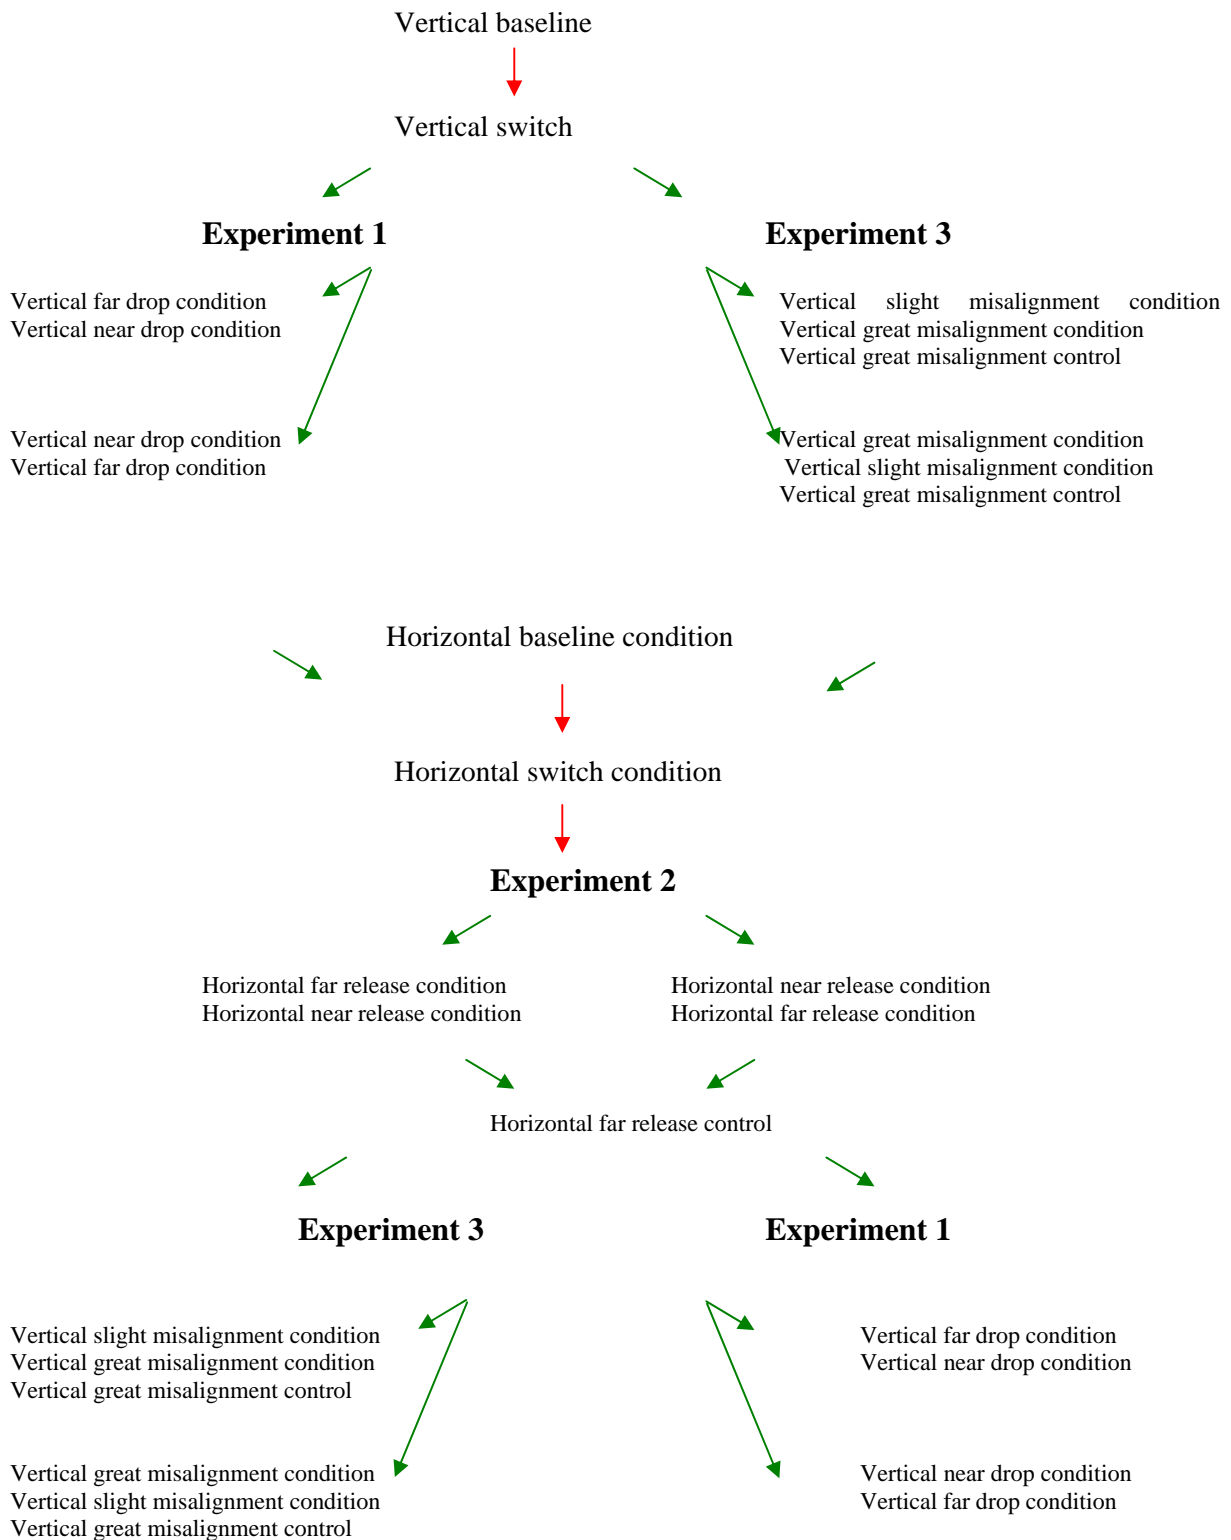 Vertical baseline
Vertical switch
Experiment 1
Experiment 3
Vertical far drop condition
Vertical near drop condition
Vertical slight misalignment condition
Vertical great misalignment condition
Vertical great misalignment control
Vertical near drop condition
Vertical far drop condition
Vertical great misalignment condition
Vertical slight misalignment condition
Vertical great misalignment control
Horizontal baseline condition
Horizontal switch condition
Experiment 2
Horizontal far release condition
Horizontal near release condition
Horizontal near release condition
Horizontal far release condition
Horizontal far release control
Experiment 3
Experiment 1
Vertical slight misalignment condition
Vertical great misalignment condition
Vertical great misalignment control
Vertical far drop condition
Vertical near drop condition
Vertical great misalignment condition
Vertical slight misalignment condition
Vertical great misalignment control
Vertical near drop condition
Vertical far drop condition